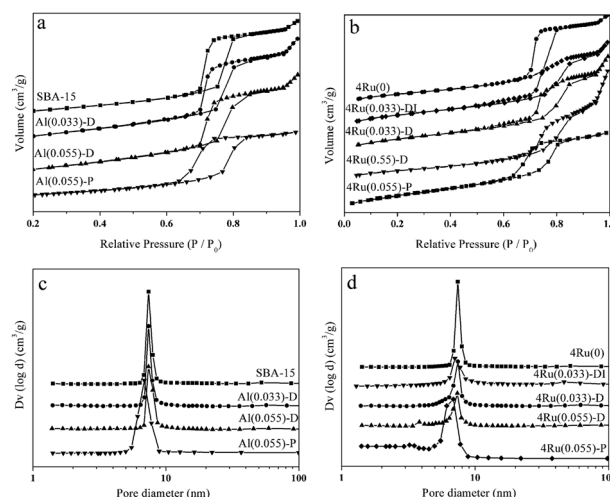 a
Volume (cm³/g)
SBA-15
Al(0.033)-D
Al(0.055)-D
Al(0.055)-P
0.2 0.4 0.6 0.8 1.0
Relative Pressure (P / P₀)
b
Volume (cm³/g)
4Ru(0)
4Ru(0.033)-DI
4Ru(0.033)-D
4Ru(0.55)-D
4Ru(0.055)-P
0.0 0.2 0.4 0.6 0.8 1.0
Relative Pressure (P / P₀)
c
Dv (log d) (cm³/g)
SBA-15
Al(0.033)-D
Al(0.055)-D
Al(0.055)-P
1 10 100
Pore diameter (nm)
d
Dv (log d) (cm³/g)
4Ru(0)
4Ru(0.033)-DI
4Ru(0.033)-D
4Ru(0.055)-D
4Ru(0.055)-P
1 10 100
Pore diameter (nm)